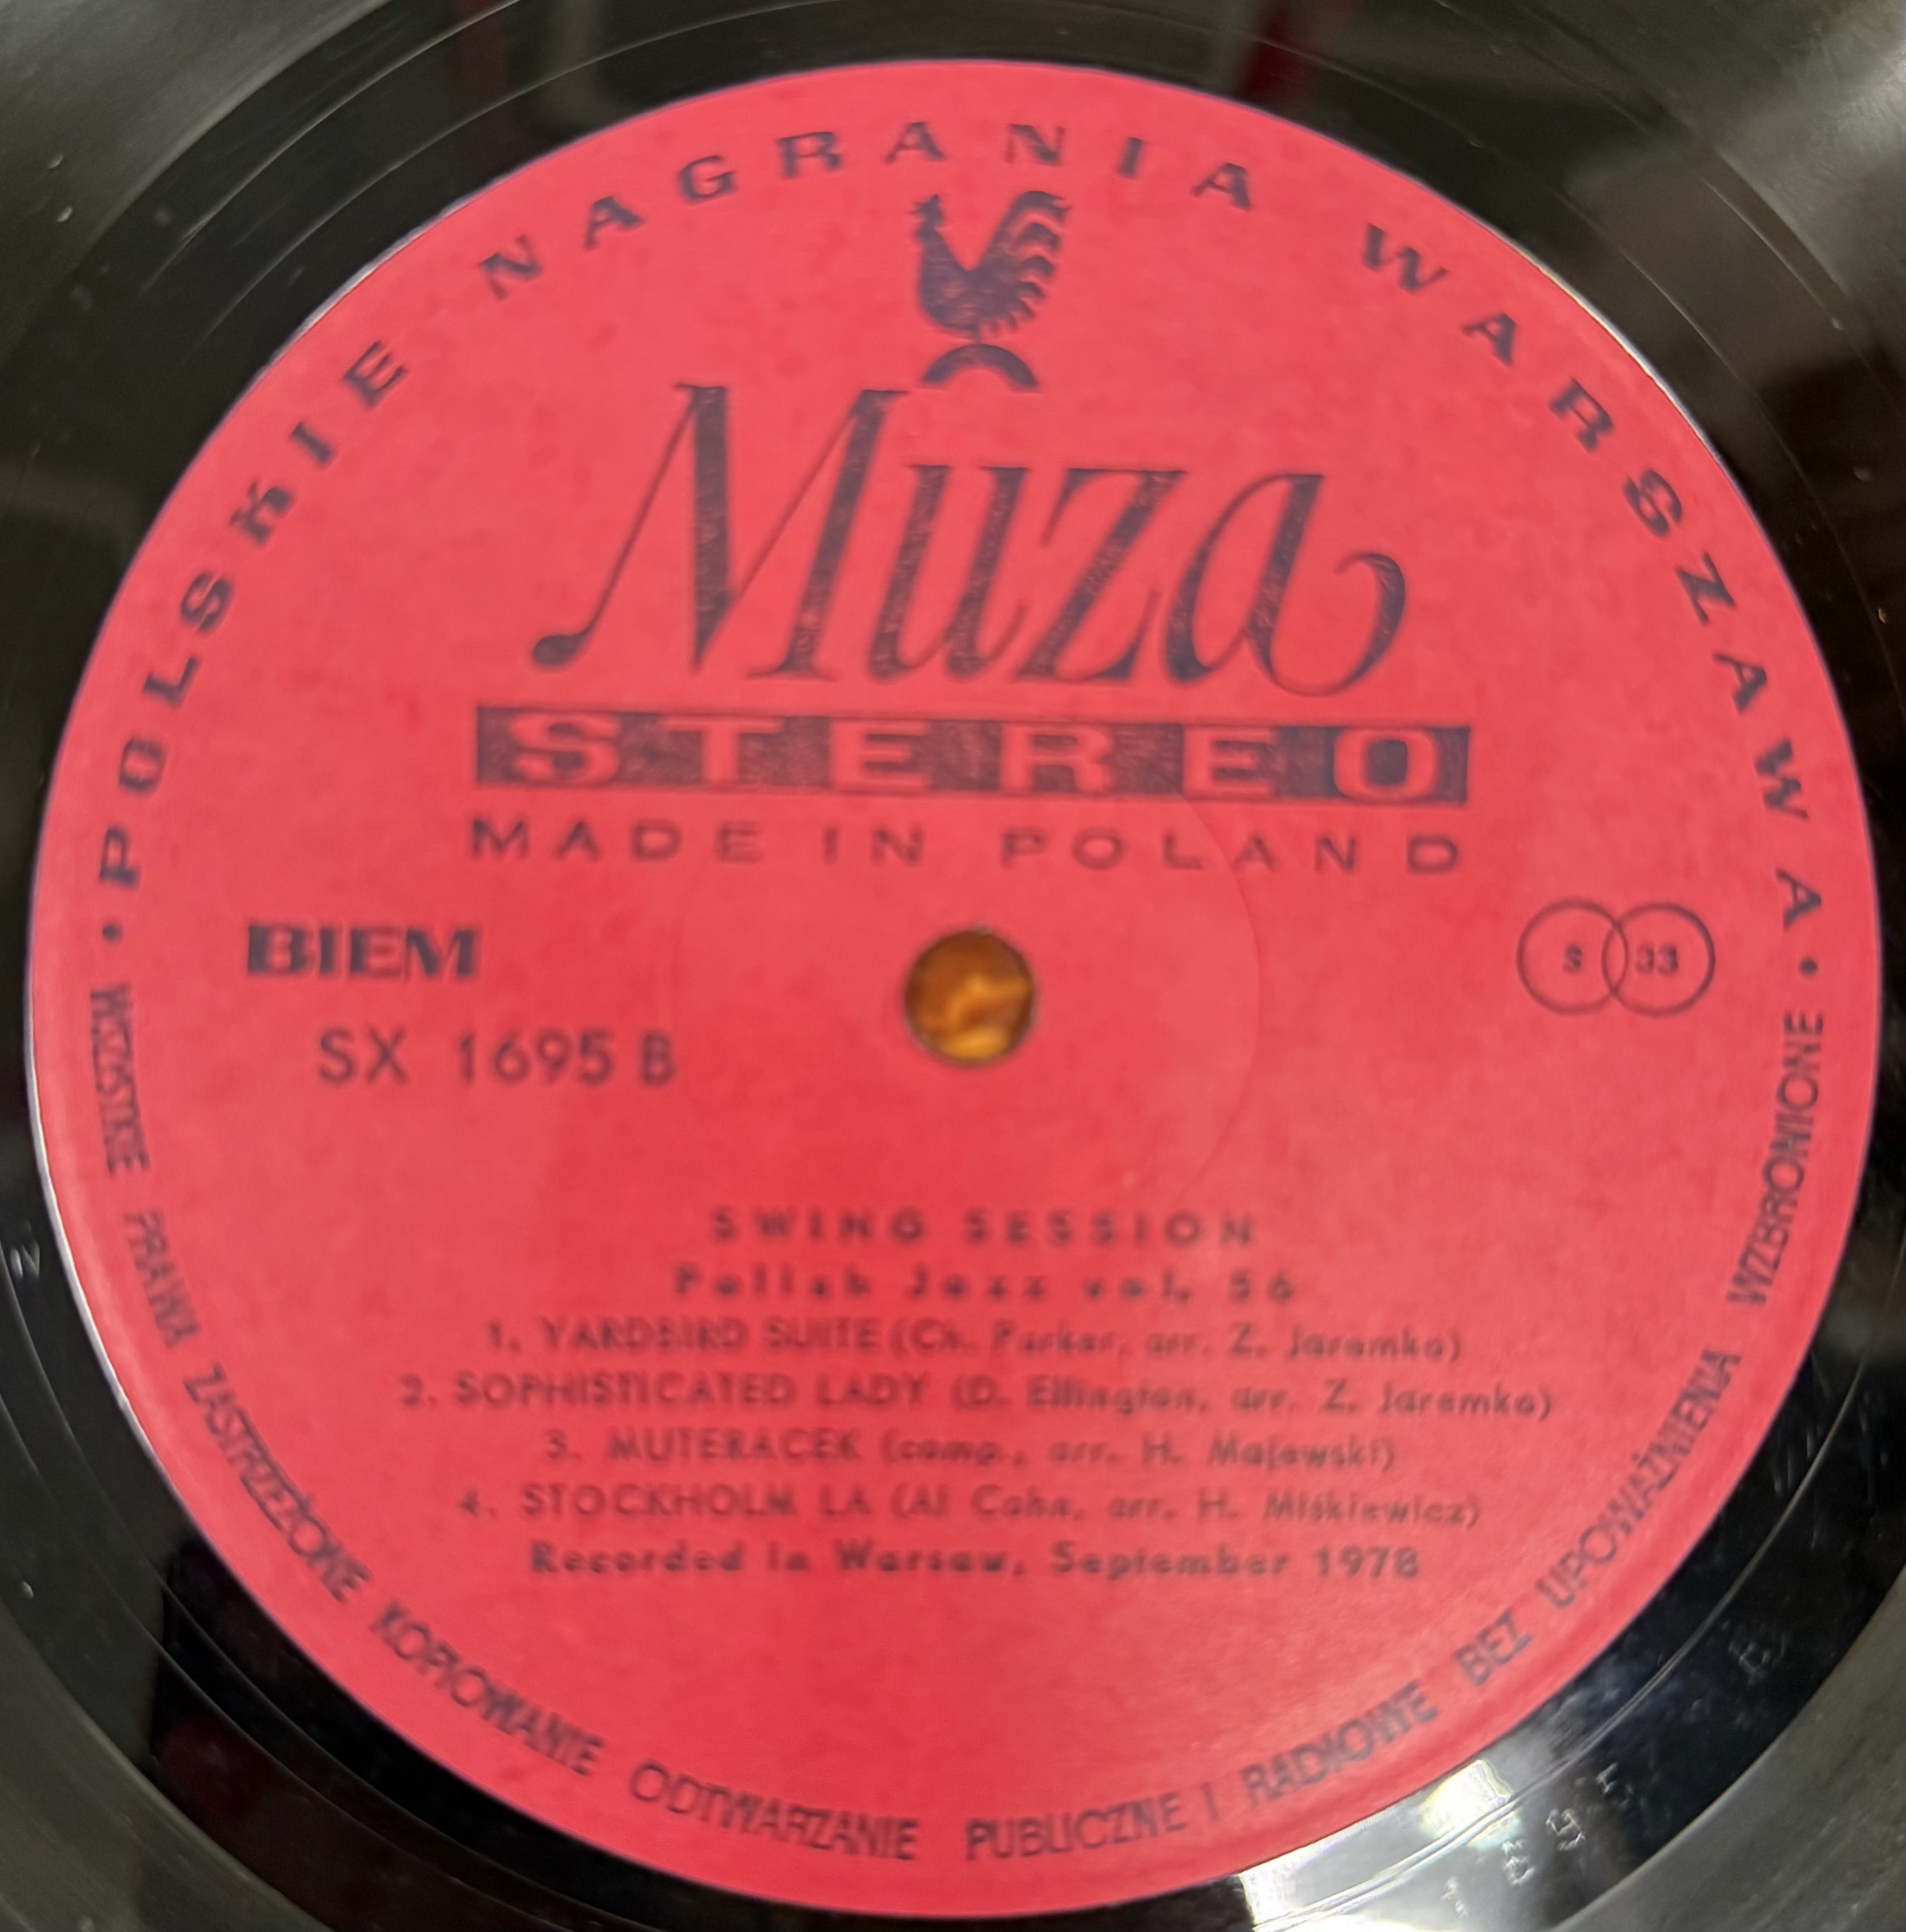 POLSKIE NAGRANIA WARSZAWA
Muza
STEREO
MADE IN POLAND
BIEM
S 33
SX 1695 B
SWING SESSION
Polish Jazz vol. 56
1. YARDBIRD SUITE (Ch. Parker, arr. Z. Jaremko)
2. SOPHISTICATED LADY (D. Ellington, arr. Z. Jaremko)
3. MUTERACEK (comp., arr. H. Majewski)
4. STOCKHOLM LA (Al Cohn, arr. H. Miśkiewicz)
Recorded in Warsaw, September 1978
• WSZYSTKIE PRAWA ZASTRZEŻONE KOPIOWANIE ODTWARZANIE PUBLICZNE I RADIOWE BEZ UPOWAŻNIENIA WZBRONIONE •